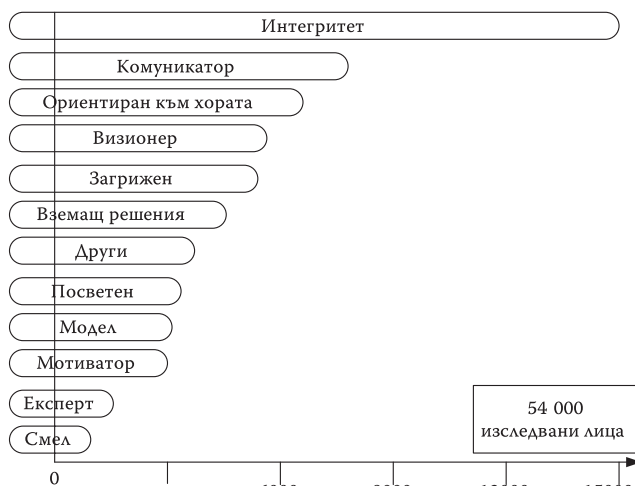 Интегритет
Комуникатор
Ориентиран към хората
Визионер
Загрижен
Вземащ решения
Други
Посветен
Модел
Мотиватор
Експерт
Смел
54 000
изследвани лица
0